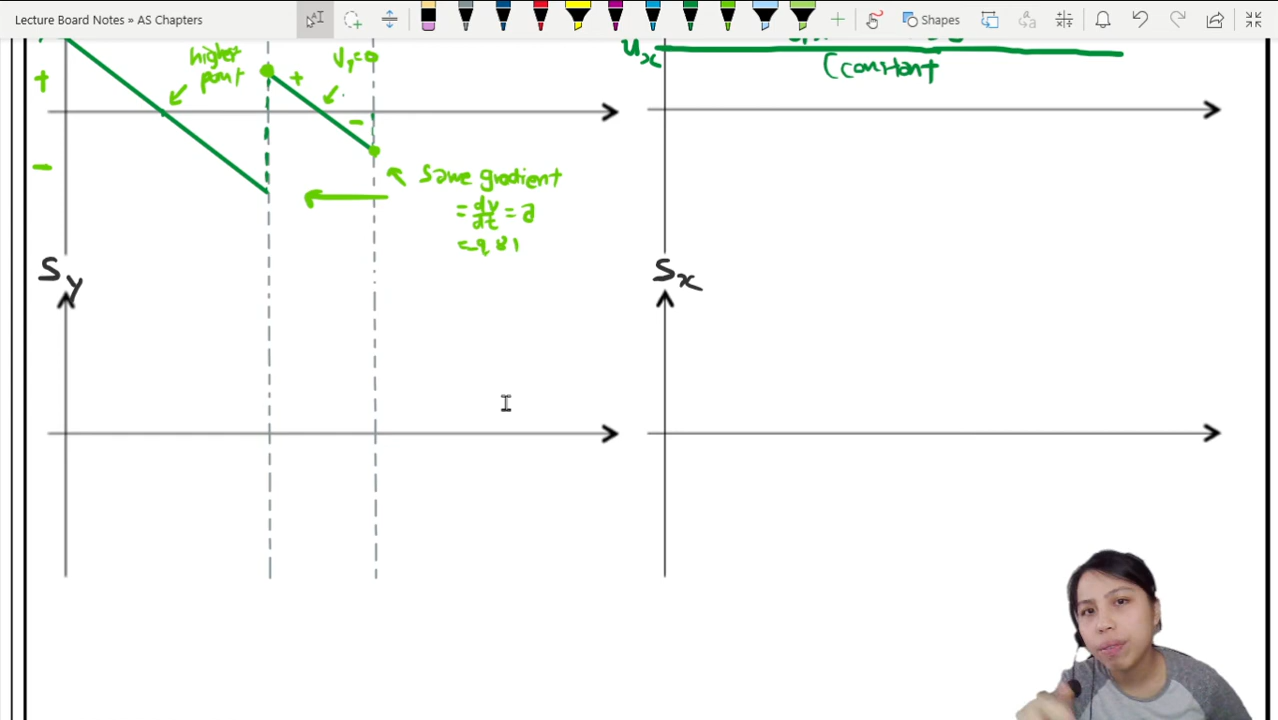 Lecture Board Notes » AS Chapters
Shapes
higher
point
Vy=0
+
-
+
-
ux
(constant
Same gradient
= dv/dt = a
=-9.81
Sy
Sx